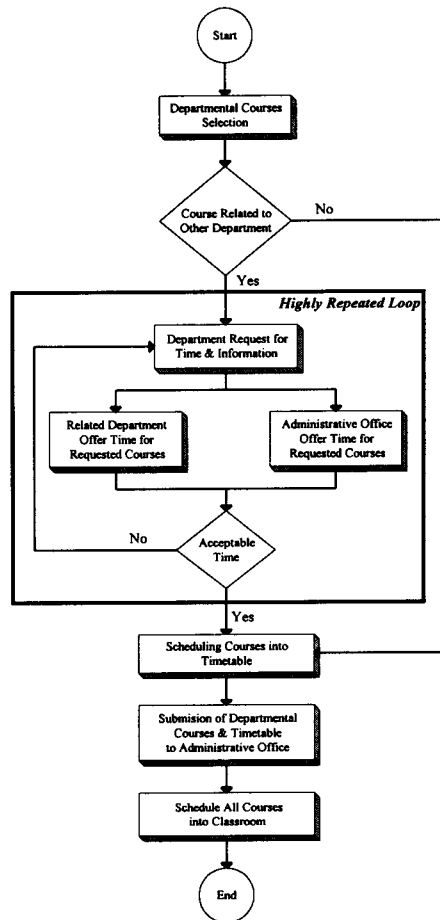 Start
Departmental Courses
Selection
Course Related to
Other Department
No
Yes
Highly Repeated Loop
Department Request for
Time & Information
Related Department
Offer Time for
Requested Courses
Administrative Office
Offer Time for
Requested Courses
Acceptable
Time
No
Yes
Scheduling Courses into
Timetable
Submision of Departmental
Courses & Timetable
to Administrative Office
Schedule All Courses
into Classroom
End